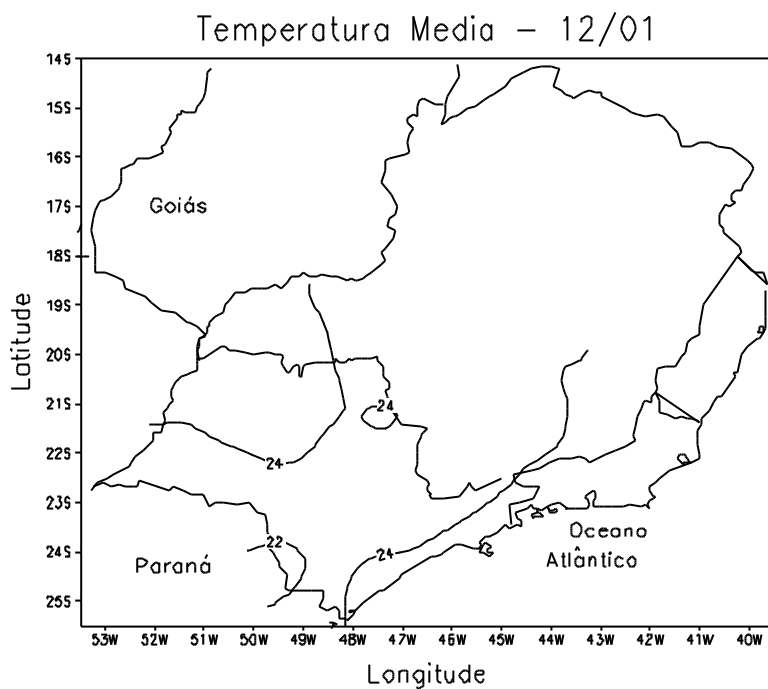 Temperatura Media - 12/01
14S
15S
16S
17S
18S
19S
20S
21S
22S
23S
24S
25S
Latitude
Goiás
24
24
22
24
Paraná
Oceano
Atlântico
53W 52W 51W 50W 49W 48W 47W 46W 45W 44W 43W 42W 41W 40W
Longitude